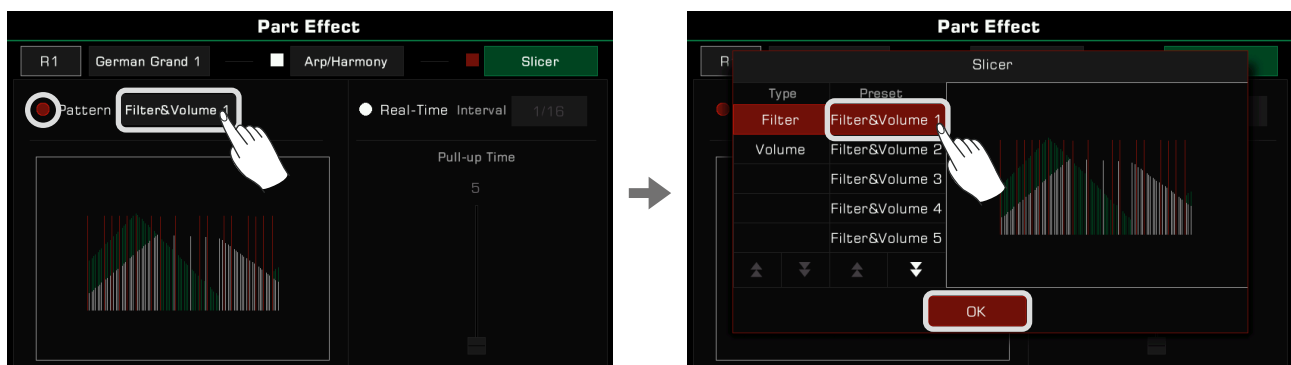 Part Effect
R1 German Grand 1 Arp/Harmony Slicer
Pattern Filter&Volume 1 Real-Time Interval 1/16
Pull-up Time
5
Part Effect
R
Slicer
Type Preset
Filter Filter&Volume 1
Volume Filter&Volume 2
Filter&Volume 3
Filter&Volume 4
Filter&Volume 5
OK